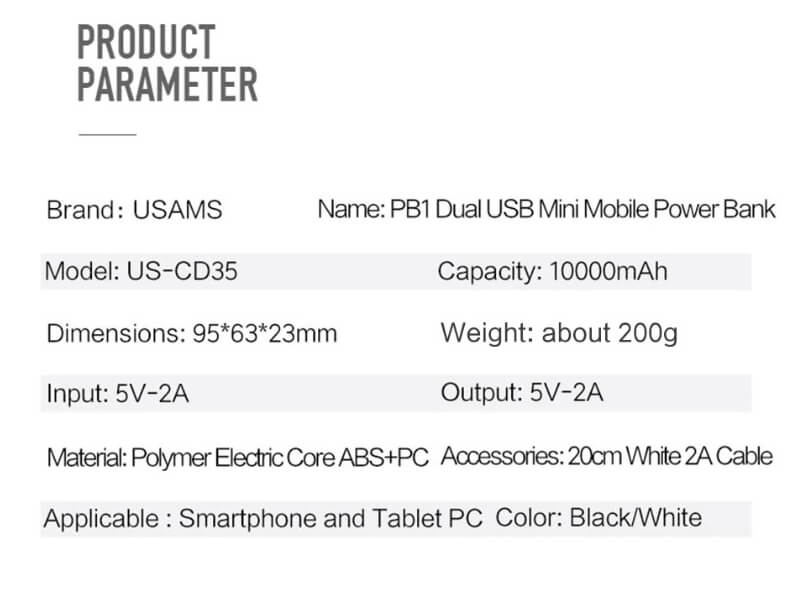 PRODUCT
PARAMETER
Brand: USAMS Name: PB1 Dual USB Mini Mobile Power Bank
Model: US-CD35 Capacity: 10000mAh
Dimensions: 95*63*23mm Weight: about 200g
Input: 5V-2A Output: 5V-2A
Material: Polymer Electric Core ABS+PC Accessories: 20cm White 2A Cable
Applicable : Smartphone and Tablet PC Color: Black/White